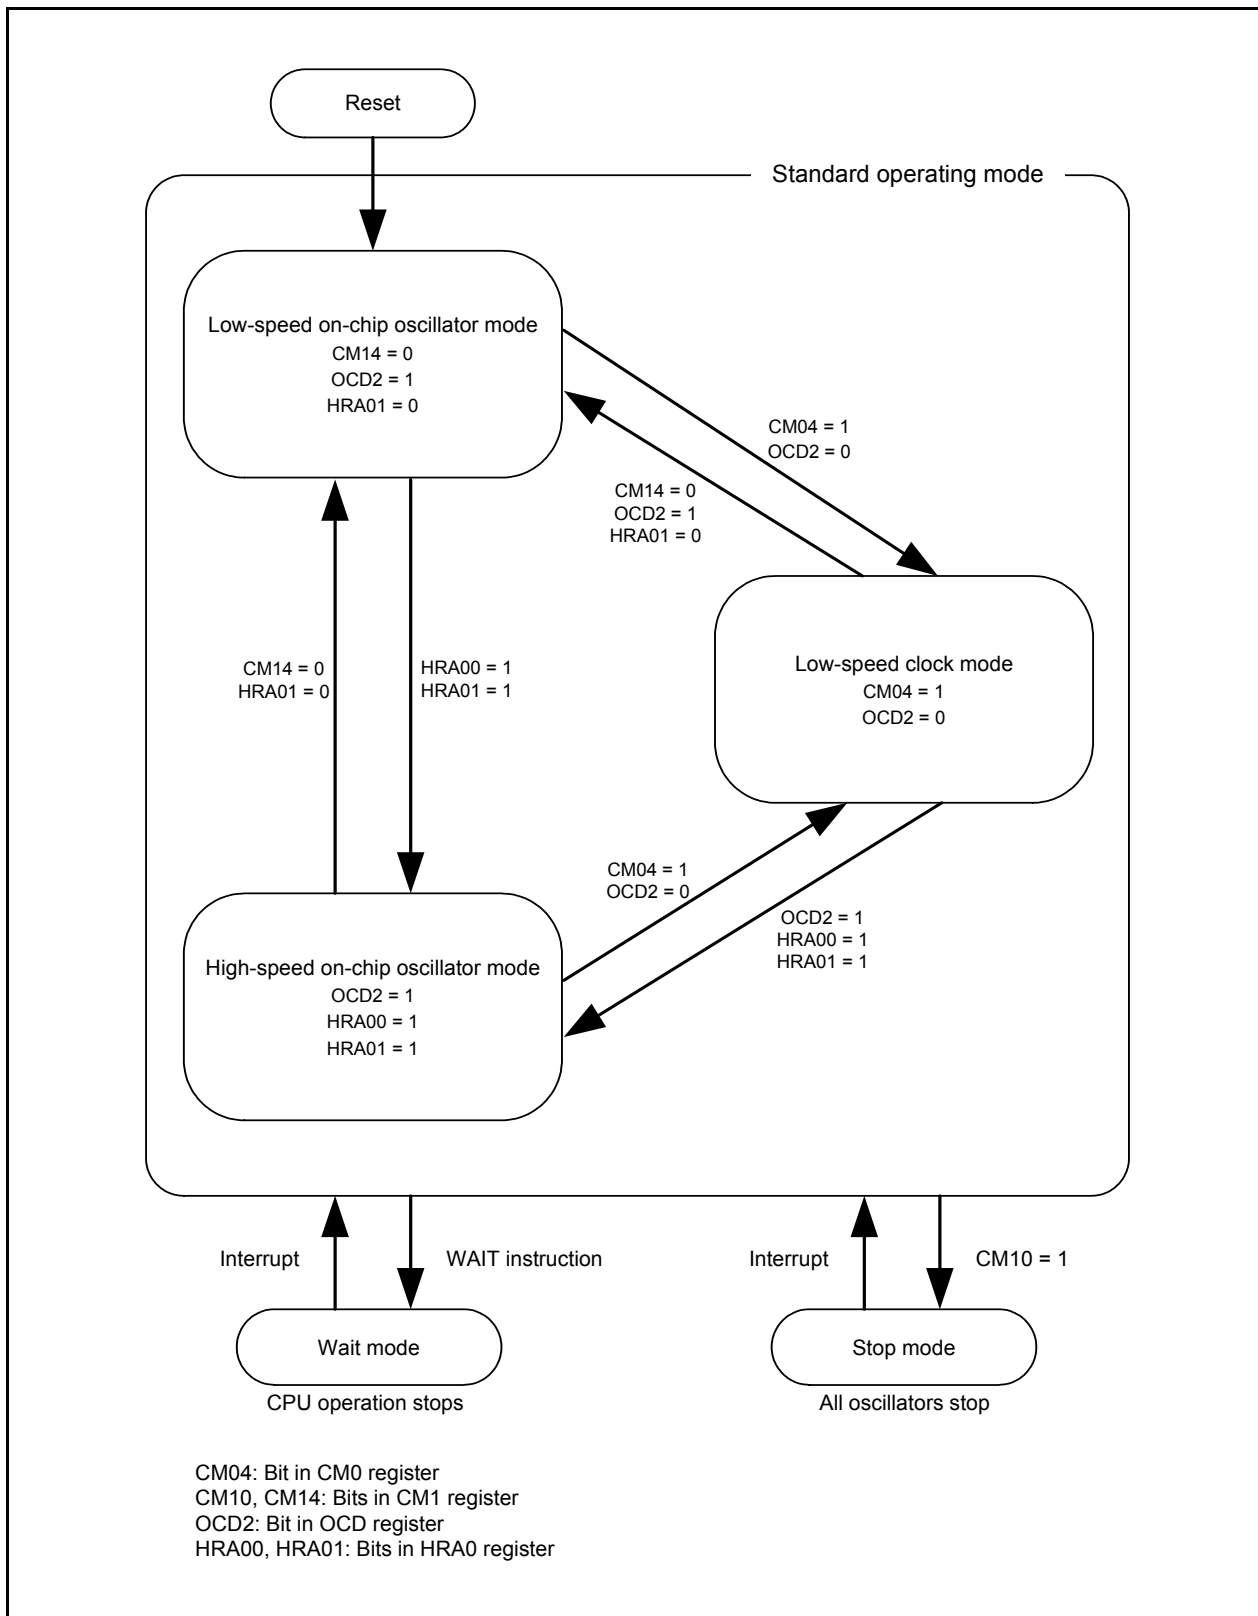 Reset
Standard operating mode
Low-speed on-chip oscillator mode
CM14 = 0
OCD2 = 1
HRA01 = 0
CM04 = 1
OCD2 = 0
CM14 = 0
OCD2 = 1
HRA01 = 0
CM14 = 0
HRA01 = 0
HRA00 = 1
HRA01 = 1
Low-speed clock mode
CM04 = 1
OCD2 = 0
CM04 = 1
OCD2 = 0
OCD2 = 1
HRA00 = 1
HRA01 = 1
High-speed on-chip oscillator mode
OCD2 = 1
HRA00 = 1
HRA01 = 1
Interrupt
WAIT instruction
Interrupt
CM10 = 1
Wait mode
Stop mode
CPU operation stops
All oscillators stop
CM04: Bit in CM0 register
CM10, CM14: Bits in CM1 register
OCD2: Bit in OCD register
HRA00, HRA01: Bits in HRA0 register